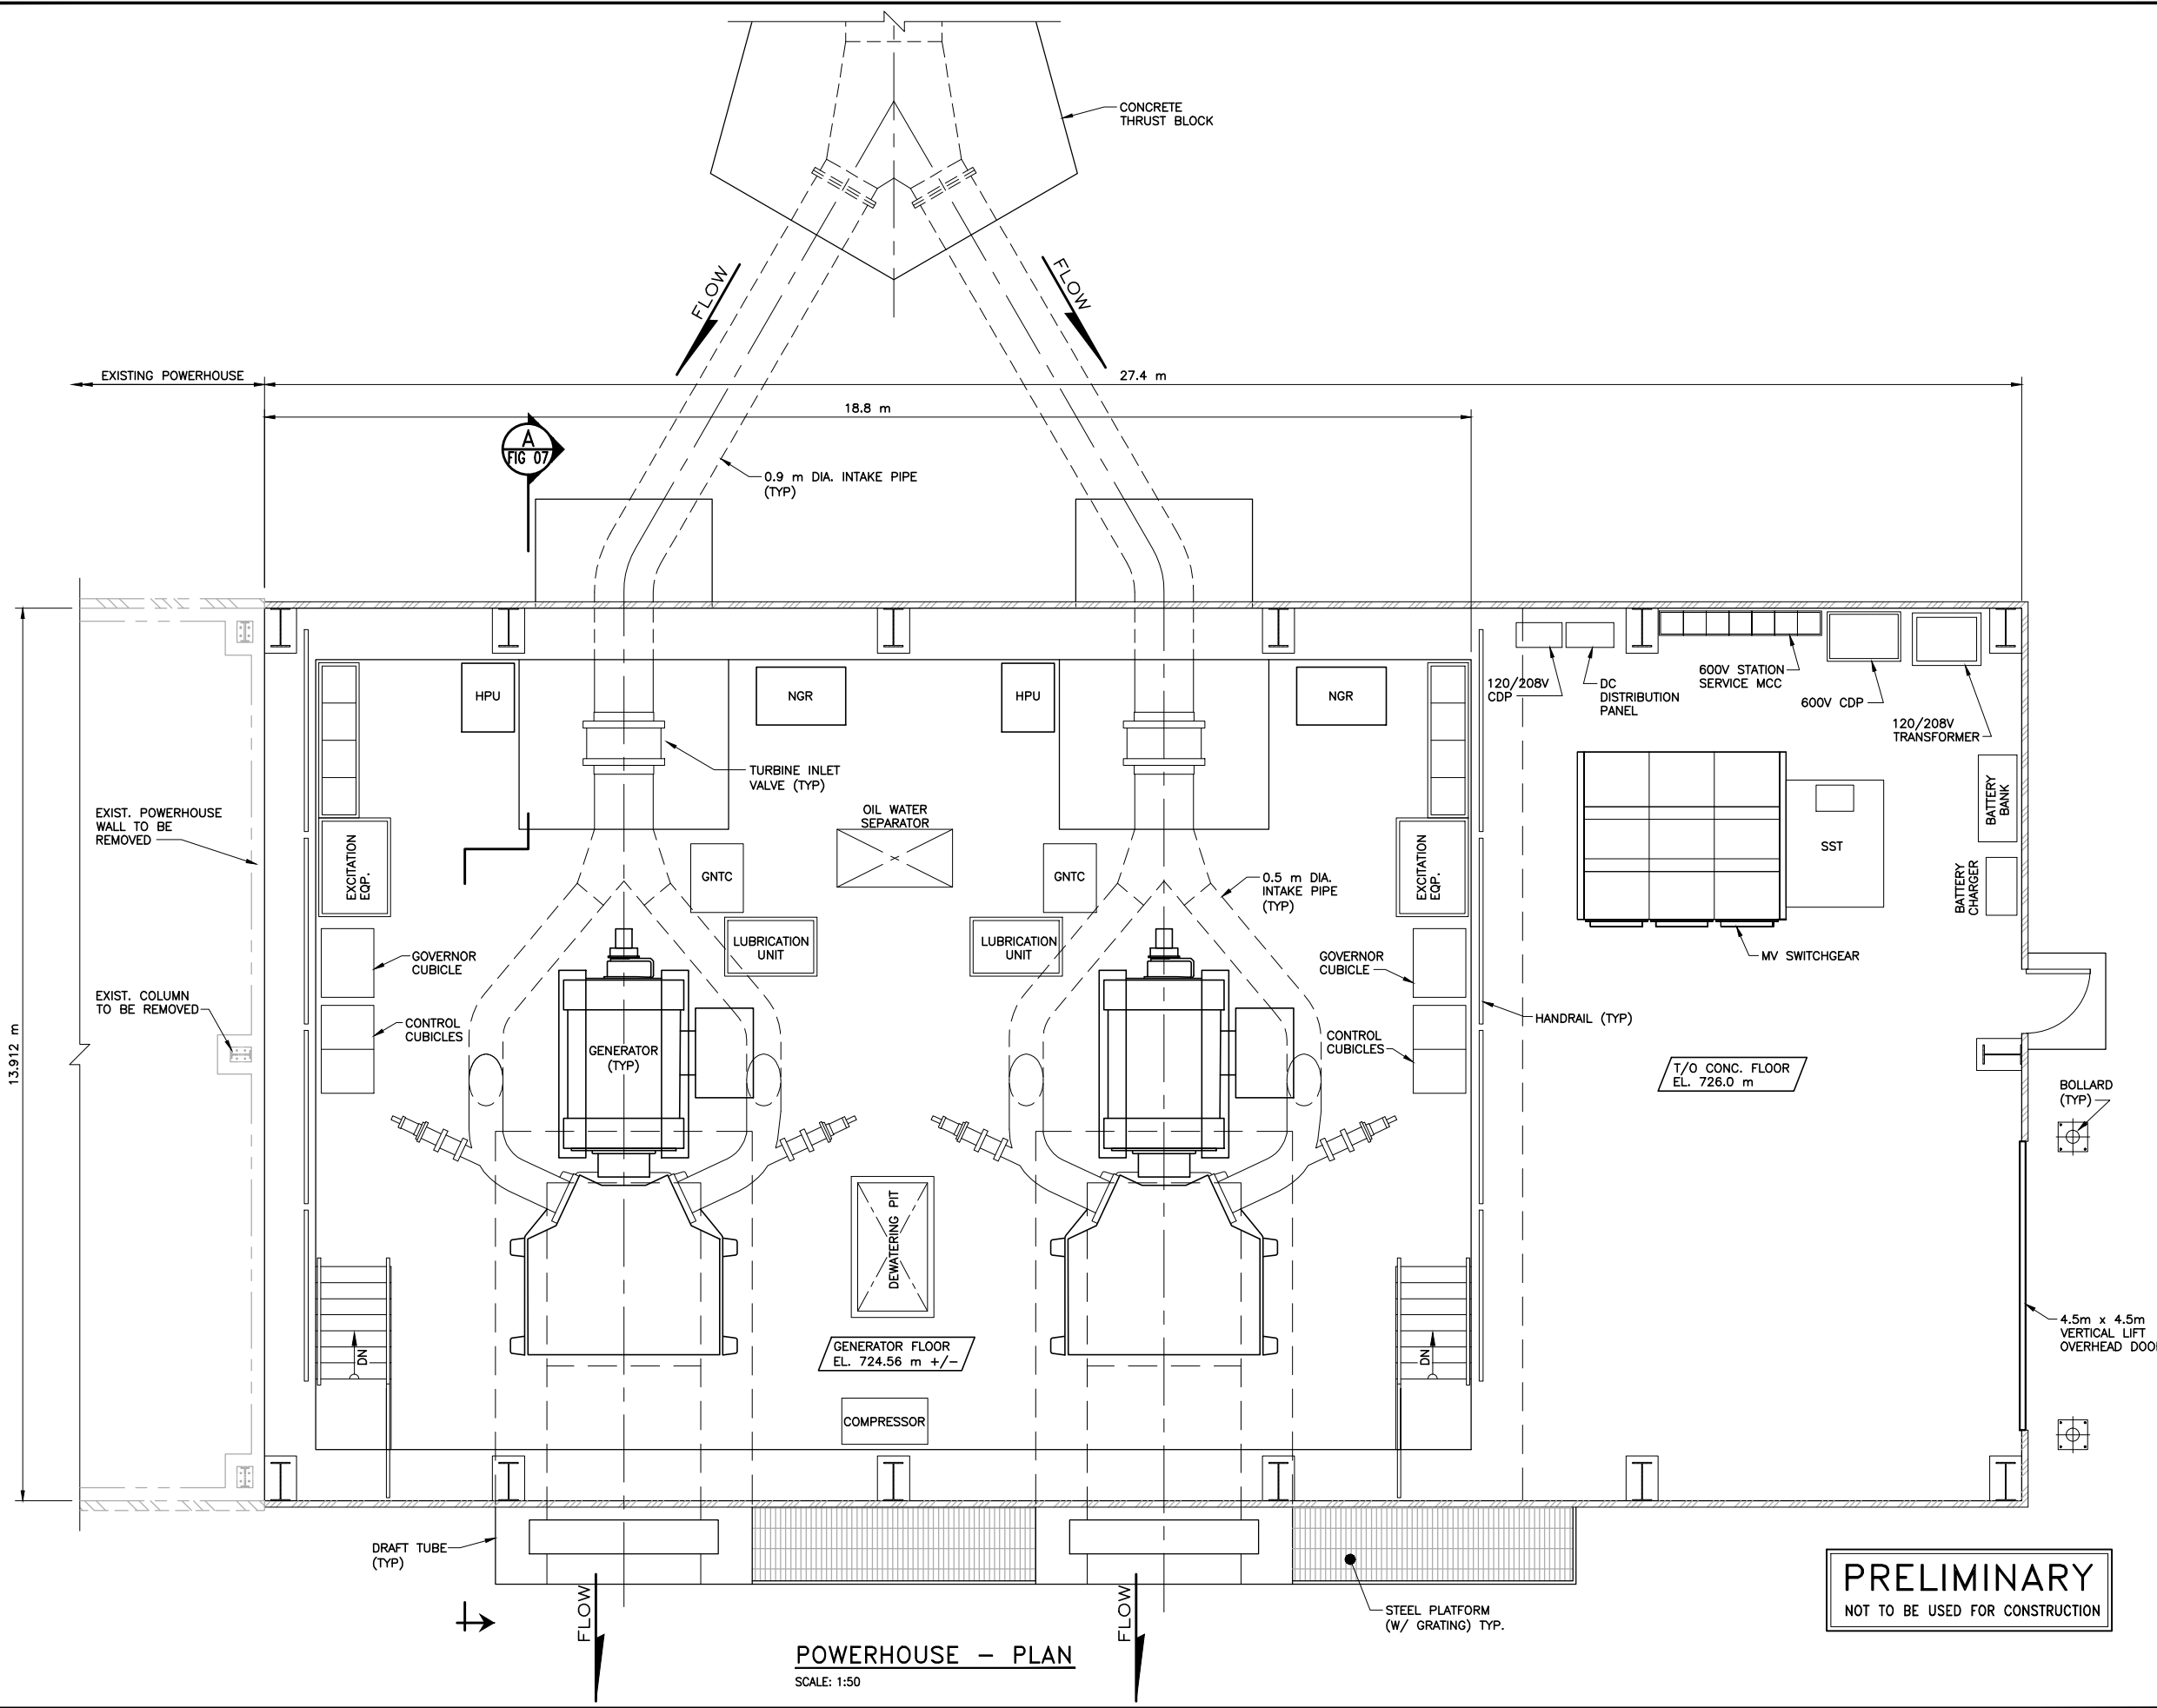 CONCRETE
THRUST BLOCK
FLOW
FLOW
EXISTING POWERHOUSE
27.4 m
18.8 m
A
FIG 07
0.9 m DIA. INTAKE PIPE
(TYP)
HPU
NGR
HPU
NGR
120/208V
CDP
DC
DISTRIBUTION
PANEL
600V STATION
SERVICE MCC
600V CDP
120/208V
TRANSFORMER
TURBINE INLET
VALVE (TYP)
OIL WATER
SEPARATOR
EXIST. POWERHOUSE
WALL TO BE
REMOVED
EXCITATION
EQP.
GNTC
GNTC
0.5 m DIA.
INTAKE PIPE
(TYP)
EXCITATION
EQP.
SST
BATTERY
BANK
BATTERY
CHARGER
LUBRICATION
UNIT
LUBRICATION
UNIT
GOVERNOR
CUBICLE
GOVERNOR
CUBICLE
MV SWITCHGEAR
EXIST. COLUMN
TO BE REMOVED
CONTROL
CUBICLES
GENERATOR
(TYP)
CONTROL
CUBICLES
HANDRAIL (TYP)
13.912 m
T/O CONC. FLOOR
EL. 726.0 m
BOLLARD
(TYP)
DEWATERING PIT
GENERATOR FLOOR
EL. 724.56 m +/-
DN
DN
4.5m x 4.5m
VERTICAL LIFT
OVERHEAD DOO
COMPRESSOR
DRAFT TUBE
(TYP)
FLOW
FLOW
STEEL PLATFORM
(W/ GRATING) TYP.
PRELIMINARY
NOT TO BE USED FOR CONSTRUCTION
POWERHOUSE - PLAN
SCALE: 1:50